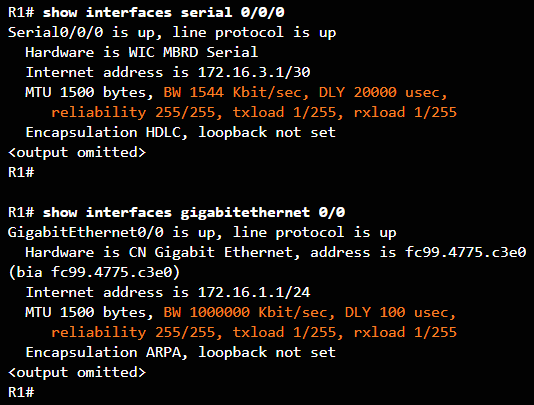 R1# show interfaces serial 0/0/0
Serial0/0/0 is up, line protocol is up
  Hardware is WIC MBRD Serial
  Internet address is 172.16.3.1/30
  MTU 1500 bytes, BW 1544 Kbit/sec, DLY 20000 usec,
     reliability 255/255, txload 1/255, rxload 1/255
  Encapsulation HDLC, loopback not set
<output omitted>
R1#

R1# show interfaces gigabitethernet 0/0
GigabitEthernet0/0 is up, line protocol is up
  Hardware is CN Gigabit Ethernet, address is fc99.4775.c3e0
(bia fc99.4775.c3e0)
  Internet address is 172.16.1.1/24
  MTU 1500 bytes, BW 1000000 Kbit/sec, DLY 100 usec,
     reliability 255/255, txload 1/255, rxload 1/255
  Encapsulation ARPA, loopback not set
<output omitted>
R1#